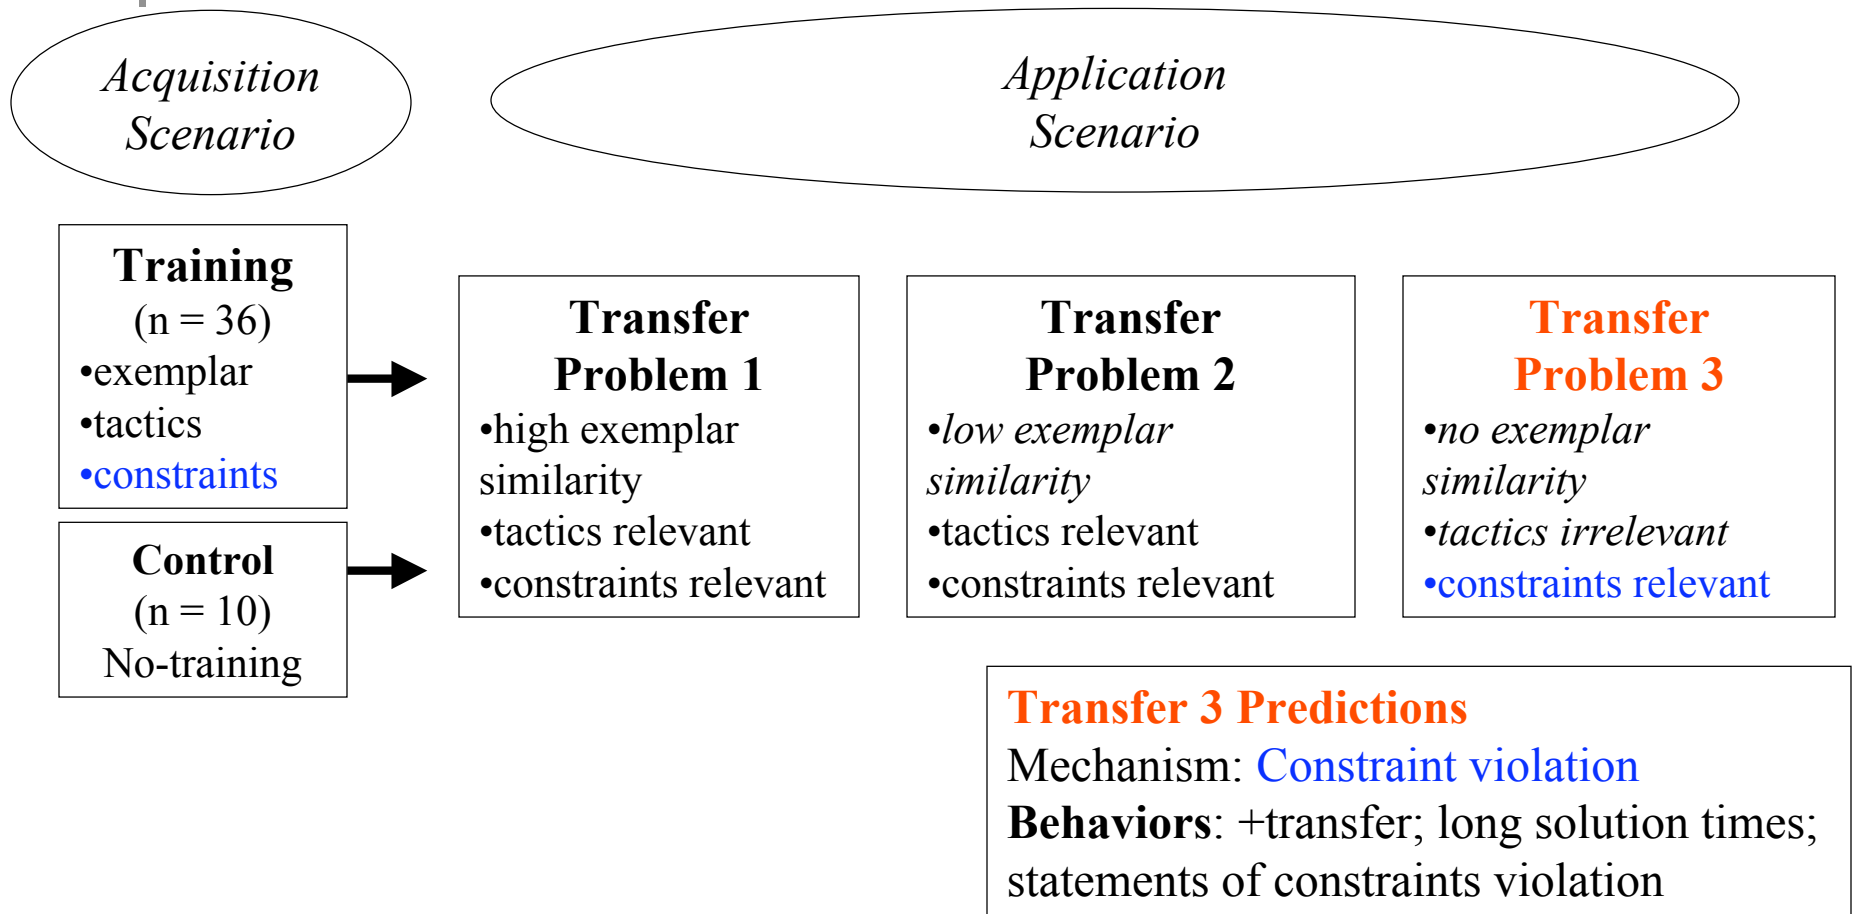 Acquisition
Scenario
Application
Scenario
Training
(n = 36)
•exemplar
•tactics
•constraints
Control
(n = 10)
No-training
Transfer
Problem 1
•high exemplar
similarity
•tactics relevant
•constraints relevant
Transfer
Problem 2
•low exemplar
similarity
•tactics relevant
•constraints relevant
Transfer
Problem 3
•no exemplar
similarity
•tactics irrelevant
•constraints relevant
Transfer 3 Predictions
Mechanism: Constraint violation
Behaviors: +transfer; long solution times;
statements of constraints violation